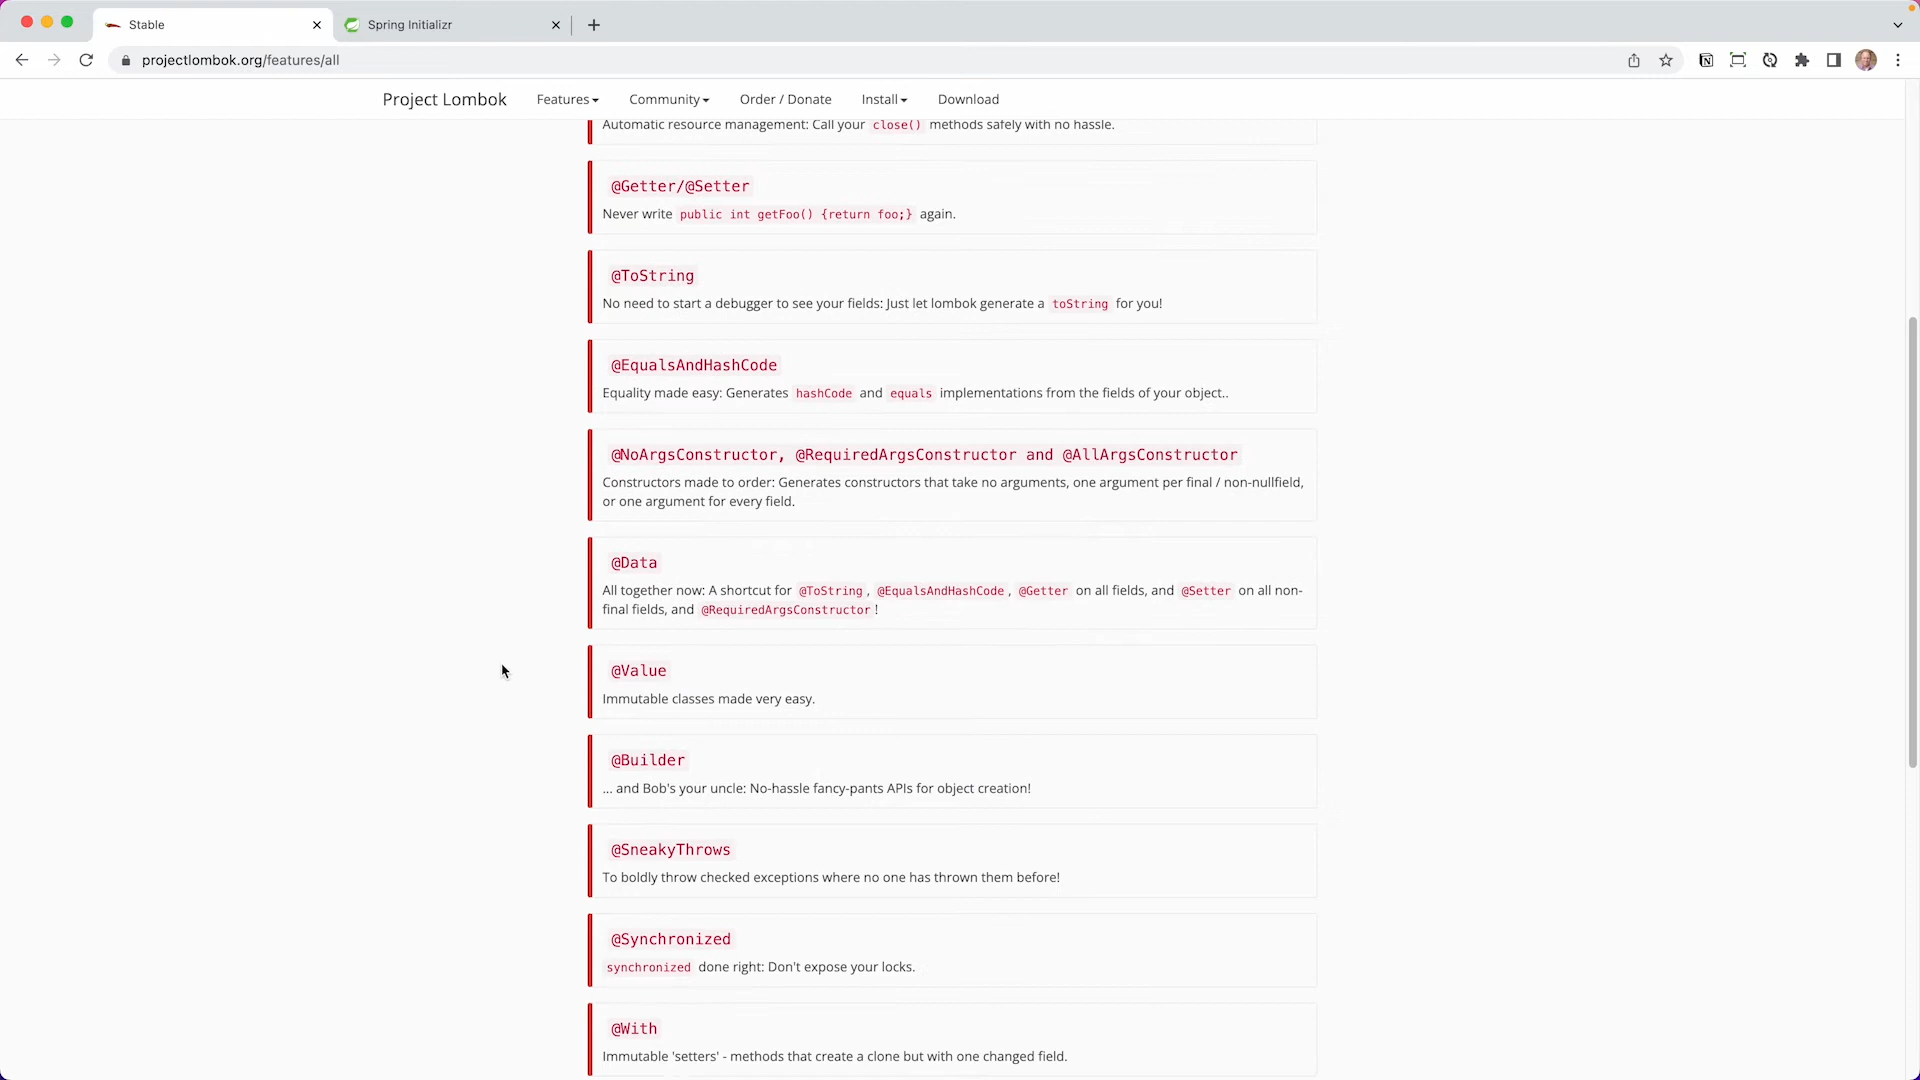 Stable
Spring Initializr
projectlombok.org/features/all
Project Lombok Features Community Order / Donate Install Download
Automatic resource management: Call your close() methods safely with no hassle.
@Getter/@Setter
Never write public int getFoo() {return foo;} again.
@ToString
No need to start a debugger to see your fields: Just let lombok generate a toString for you!
@EqualsAndHashCode
Equality made easy: Generates hashCode and equals implementations from the fields of your object..
@NoArgsConstructor, @RequiredArgsConstructor and @AllArgsConstructor
Constructors made to order: Generates constructors that take no arguments, one argument per final / non-nullfield,
or one argument for every field.
@Data
All together now: A shortcut for @ToString, @EqualsAndHashCode, @Getter on all fields, and @Setter on all non-
final fields, and @RequiredArgsConstructor!
@Value
Immutable classes made very easy.
@Builder
... and Bob's your uncle: No-hassle fancy-pants APIs for object creation!
@SneakyThrows
To boldly throw checked exceptions where no one has thrown them before!
@Synchronized
synchronized done right: Don't expose your locks.
@With
Immutable 'setters' - methods that create a clone but with one changed field.